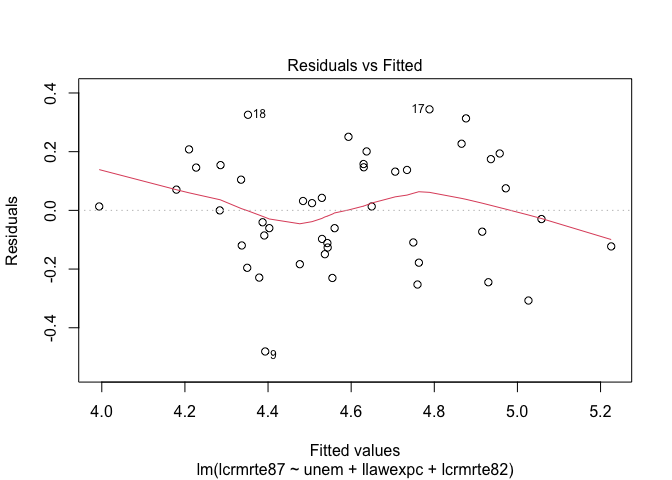 Residuals vs Fitted
Residuals
0.4
0.2
0.0
-0.2
-0.4
18
17
9
4.0 4.2 4.4 4.6 4.8 5.0 5.2
Fitted values
lm(lcrmrte87 ~ unem + llawexpc + lcrmrte82)